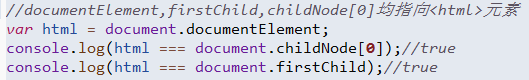 //documentElement,firstChild,childNode[0]均指向<html>元素
var html = document.documentElement;
console.log(html === document.childNode[0]);//true
console.log(html === document.firstChild);//true